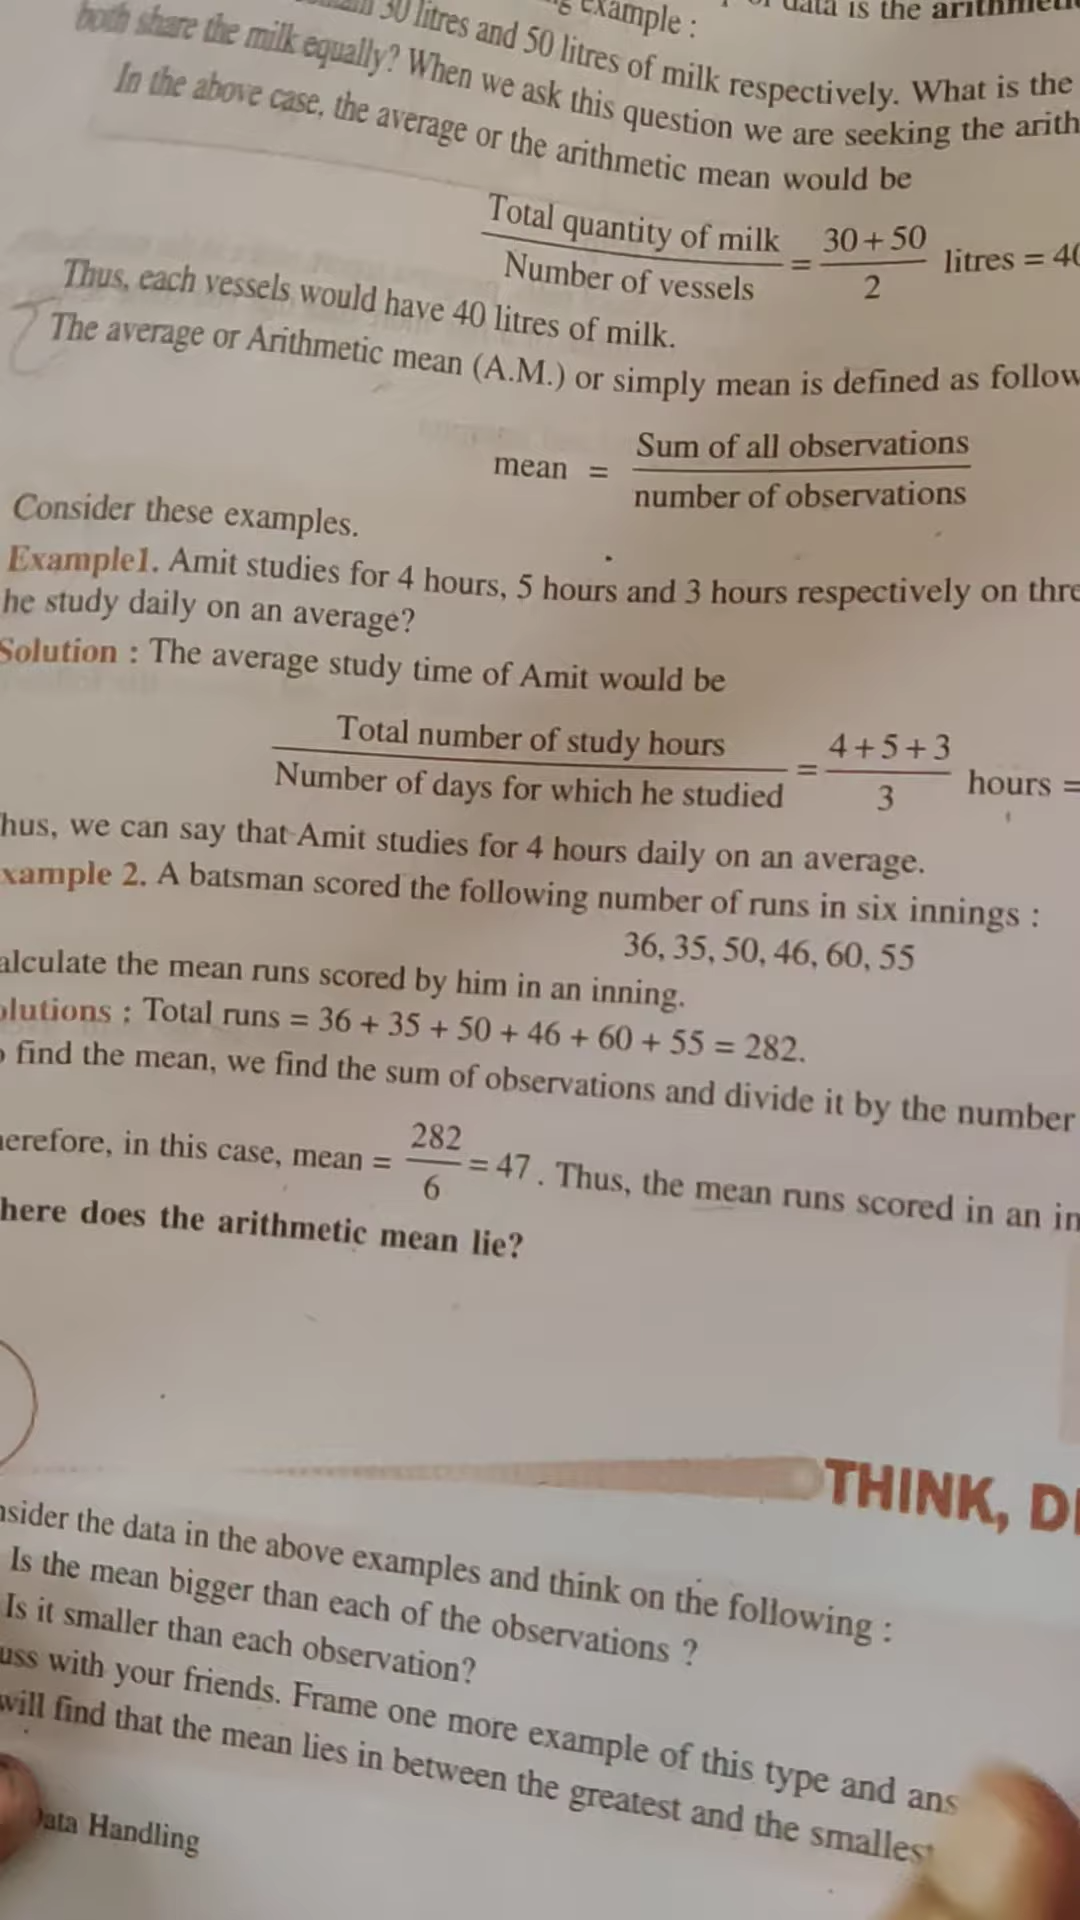 data is the
example :
30 litres and 50 litres of milk respectively. What is the
both share the milk equally? When we ask this question we are seeking the arith
In the above case, the average or the arithmetic mean would be
Total quantity of milk / Number of vessels = 30 + 50 / 2 litres = 40
Thus, each vessels would have 40 litres of milk.
The average or Arithmetic mean (A.M.) or simply mean is defined as follow
mean = Sum of all observations / number of observations
Consider these examples.
Example1. Amit studies for 4 hours, 5 hours and 3 hours respectively on thre
he study daily on an average?
Solution : The average study time of Amit would be
Total number of study hours / Number of days for which he studied = 4 + 5 + 3 / 3 hours =
hus, we can say that Amit studies for 4 hours daily on an average.
xample 2. A batsman scored the following number of runs in six innings :
36, 35, 50, 46, 60, 55
alculate the mean runs scored by him in an inning.
olutions : Total runs = 36 + 35 + 50 + 46 + 60 + 55 = 282.
o find the mean, we find the sum of observations and divide it by the number
herefore, in this case, mean = 282 / 6 = 47. Thus, the mean runs scored in an in
here does the arithmetic mean lie?
THINK, DI
nsider the data in the above examples and think on the following :
Is the mean bigger than each of the observations ?
Is it smaller than each observation?
uss with your friends. Frame one more example of this type and ans
will find that the mean lies in between the greatest and the smallest
Data Handling